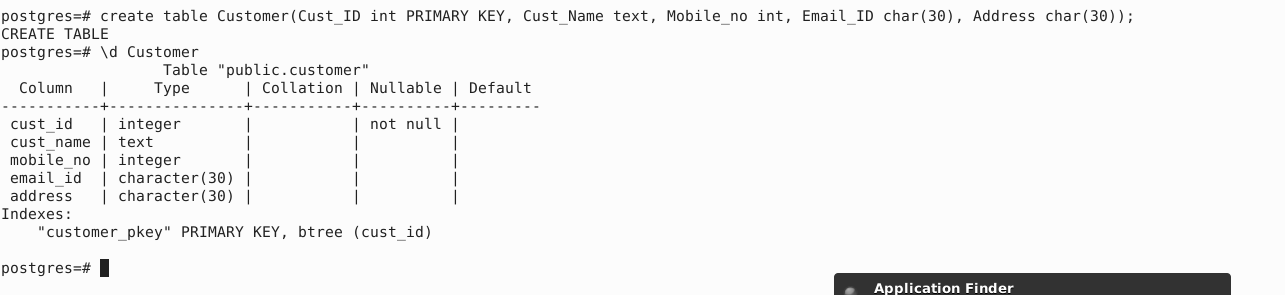 postgres=# create table Customer(Cust_ID int PRIMARY KEY, Cust_Name text, Mobile_no int, Email_ID char(30), Address char(30));
CREATE TABLE
postgres=# \d Customer
                  Table "public.customer"
  Column   |     Type      | Collation | Nullable | Default
-----------+---------------+-----------+----------+---------
 cust_id   | integer       |           | not null |
 cust_name | text          |           |          |
 mobile_no | integer       |           |          |
 email_id  | character(30) |           |          |
 address   | character(30) |           |          |
Indexes:
    "customer_pkey" PRIMARY KEY, btree (cust_id)
postgres=#
Application Finder